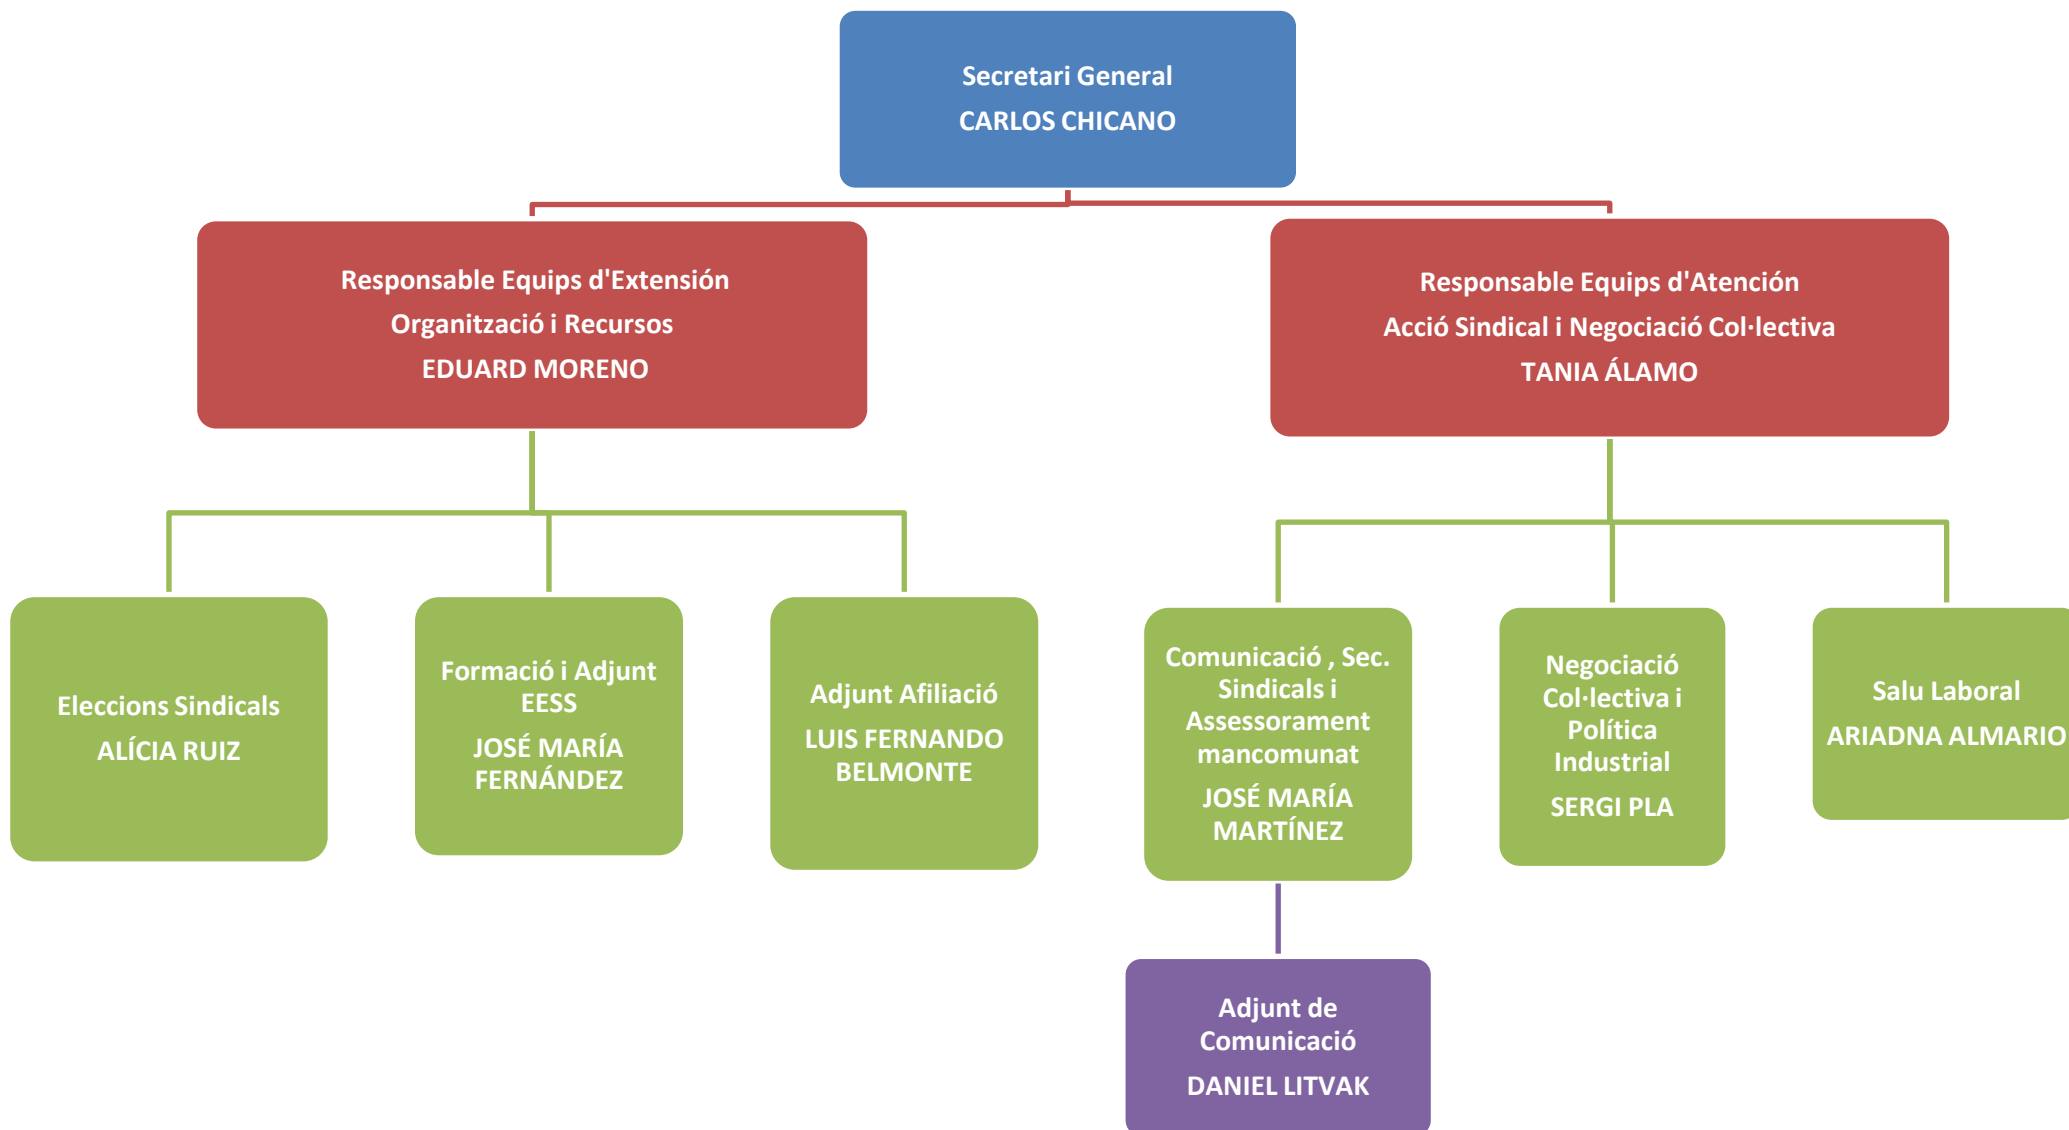 Secretari General
CARLOS CHICANO
Responsable Equips d'Extensión
Organització i Recursos
EDUARD MORENO
Responsable Equips d'Atención
Acció Sindical i Negociació Col·lectiva
TANIA ÁLAMO
Eleccions Sindicals
ALÍCIA RUIZ
Formació i Adjunt
EESS
JOSÉ MARÍA
FERNÁNDEZ
Adjunt Afiliació
LUIS FERNANDO
BELMONTE
Comunicació , Sec.
Sindicals i
Assessorament
mancomunat
JOSÉ MARÍA
MARTÍNEZ
Negociació
Col·lectiva i
Política
Industrial
SERGI PLA
Salu Laboral
ARIADNA ALMARIO
Adjunt de
Comunicació
DANIEL LITVAK